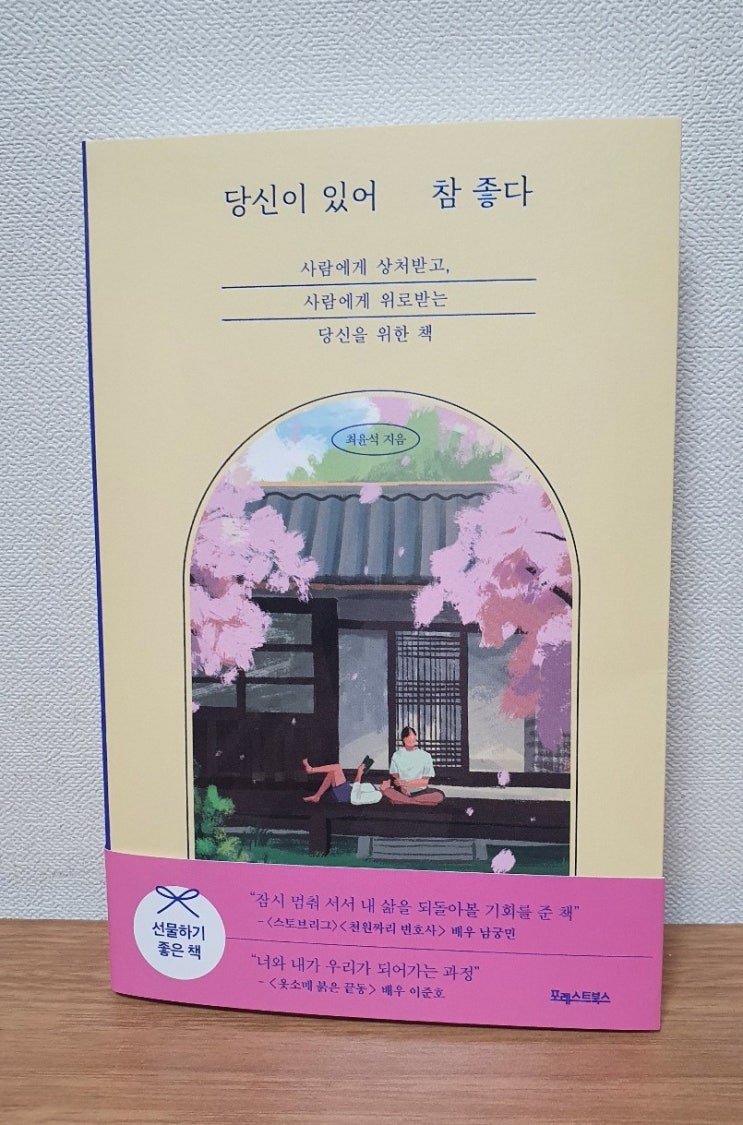 당신이 있어 참 좋다
사람에게 상처받고,
사람에게 위로받는
당신을 위한 책
최윤석 지음
선물하기
좋은 책
“잠시 멈춰 서서 내 삶을 되돌아볼 기회를 준 책”
- <스토브리그><천원짜리 변호사> 배우 남궁민
“너와 내가 우리가 되어가는 과정”
- <옷소매 붉은 끝동> 배우 이준호
포레스트북스